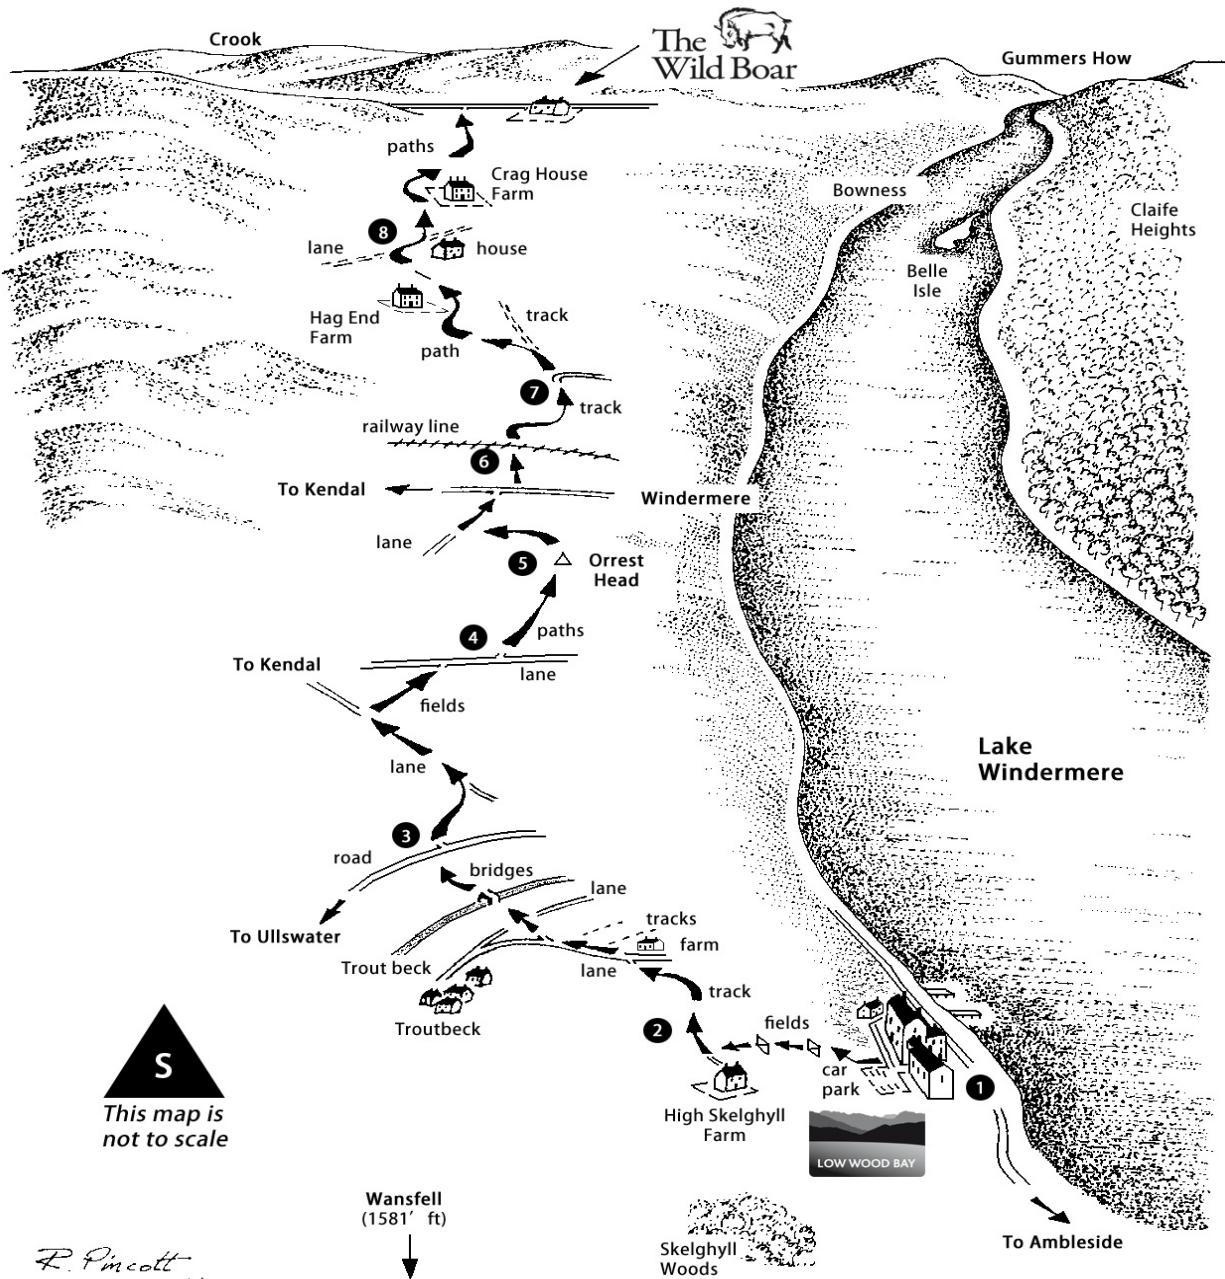 Crook
The
Wild Boar
Gummers How
paths
Crag House
Farm
Bowness
Claife
Heights
8
lane
house
Belle
Isle
Hag End
Farm
track
path
7
track
railway line
6
To Kendal
Windermere
lane
5
Orrest
Head
4
paths
To Kendal
lane
fields
lane
Lake
Windermere
3
road
bridges
lane
To Ullswater
tracks
farm
Trout beck
lane
track
Troutbeck
2
fields
S
car
park
1
This map is
not to scale
High Skelghyll
Farm
LOW WOOD BAY
Wansfell
(1581' ft)
Skelghyll
Woods
To Ambleside
R. Pincott